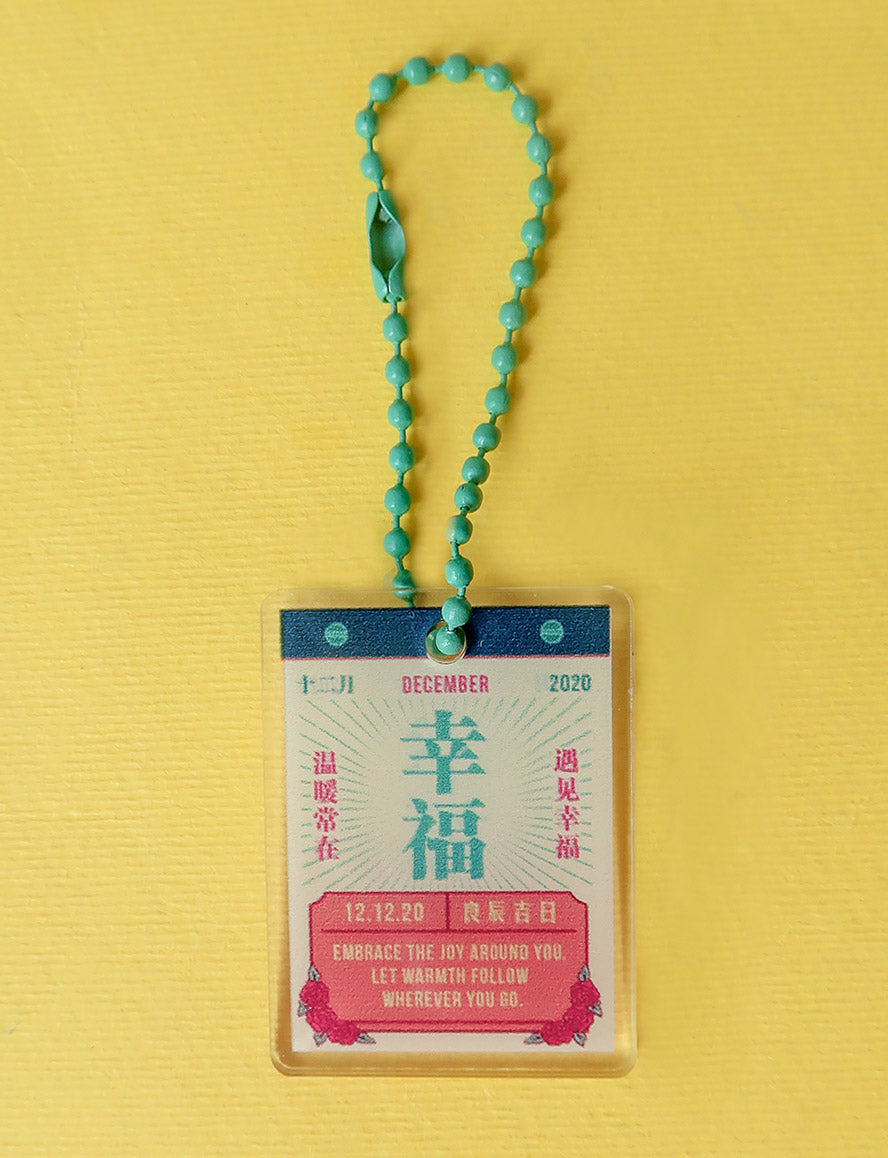 十二月 DECEMBER 2020
幸福
遇见幸福
温暖常在
12.12.20 良辰吉日
EMBRACE THE JOY AROUND YOU.
LET WARMTH FOLLOW
WHEREVER YOU GO.